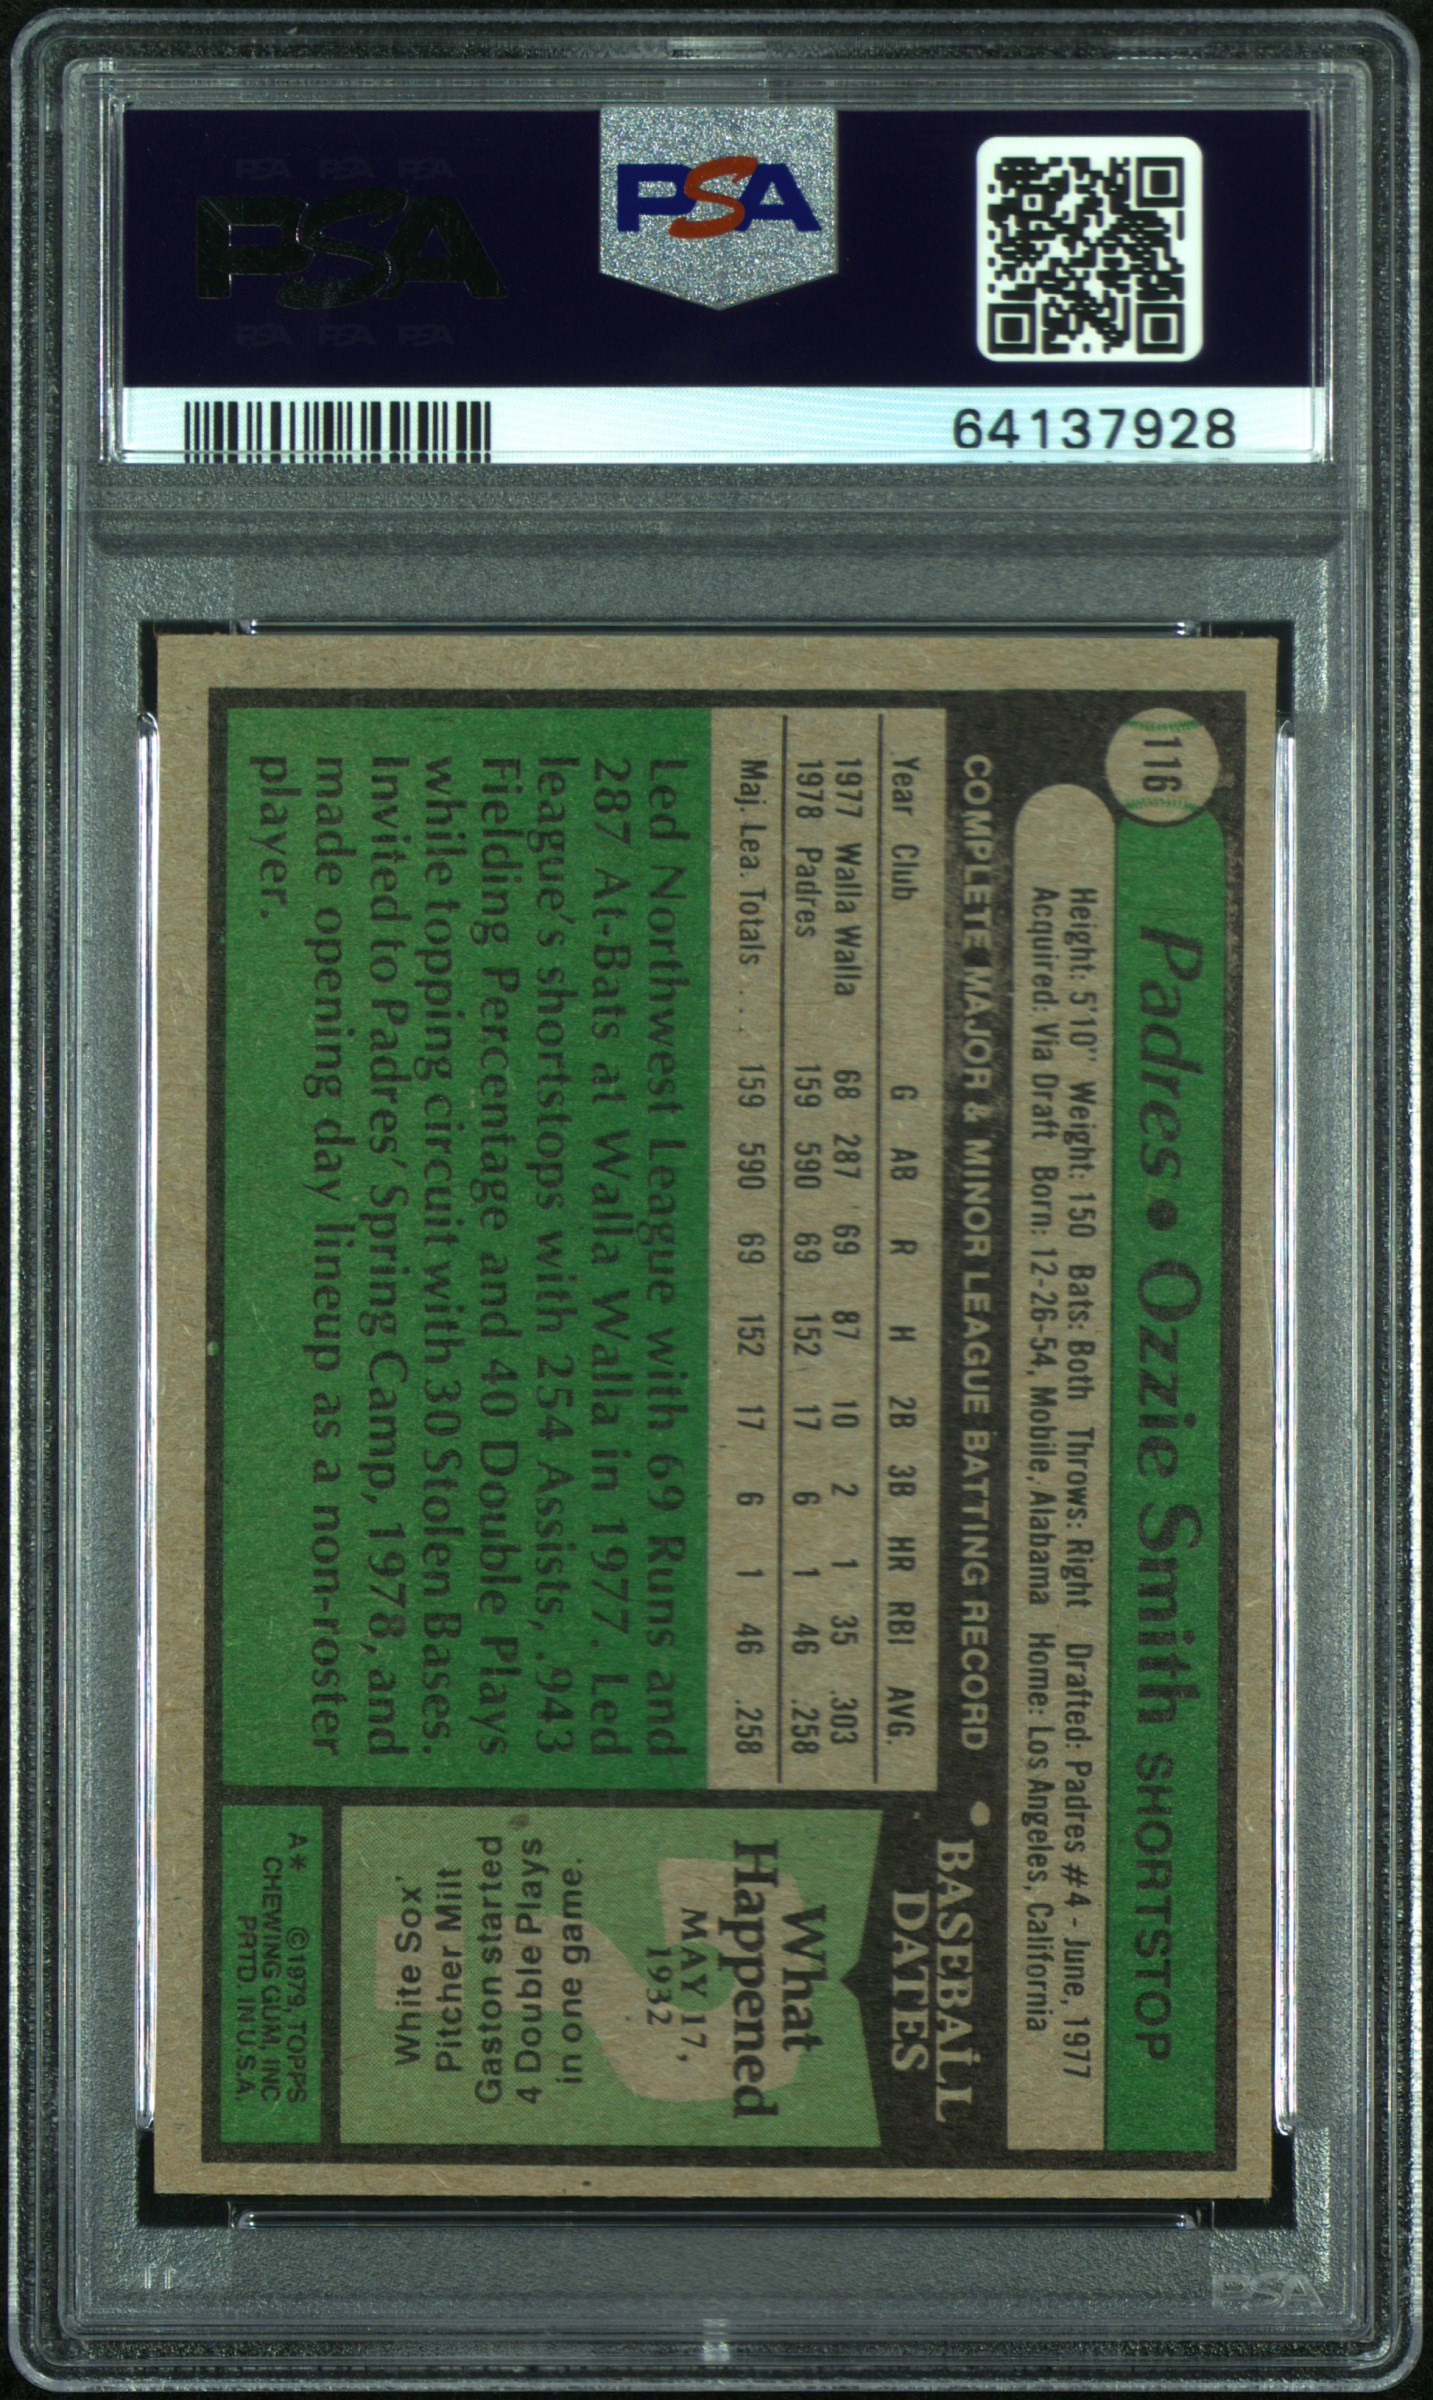 PSA PSA PSA
PSA
PSA PSA PSA
PSA
64137928
116
Padres • Ozzie Smith SHORTSTOP
Height: 5'10" Weight: 150 Bats: Both Throws: Right Drafted: Padres #4 - June, 1977
Acquired: Via Draft Born: 12-26-54, Mobile, Alabama Home: Los Angeles, California
COMPLETE MAJOR & MINOR LEAGUE BATTING RECORD
Year Club G AB R H 2B 3B HR RBI AVG.
1977 Walla Walla 68 287 69 87 10 2 1 35 .303
1978 Padres 159 590 69 152 17 6 1 46 .258
Maj. Lea. Totals . . . 159 590 69 152 17 6 1 46 .258
Led Northwest League with 69 Runs and
287 At-Bats at Walla Walla in 1977. Led
league's shortstops with 254 Assists, .943
Fielding Percentage and 40 Double Plays
while topping circuit with 30 Stolen Bases.
Invited to Padres' Spring Camp, 1978, and
made opening day lineup as a non-roster
player.
• BASEBALL
DATES
What
Happened
MAY 17,
1932
?
White Sox'
Pitcher Milt
Gaston started
4 Double Plays
in one game.
A* ©1979, TOPPS
CHEWING GUM, INC
PRTD. IN U.S.A.
PSA